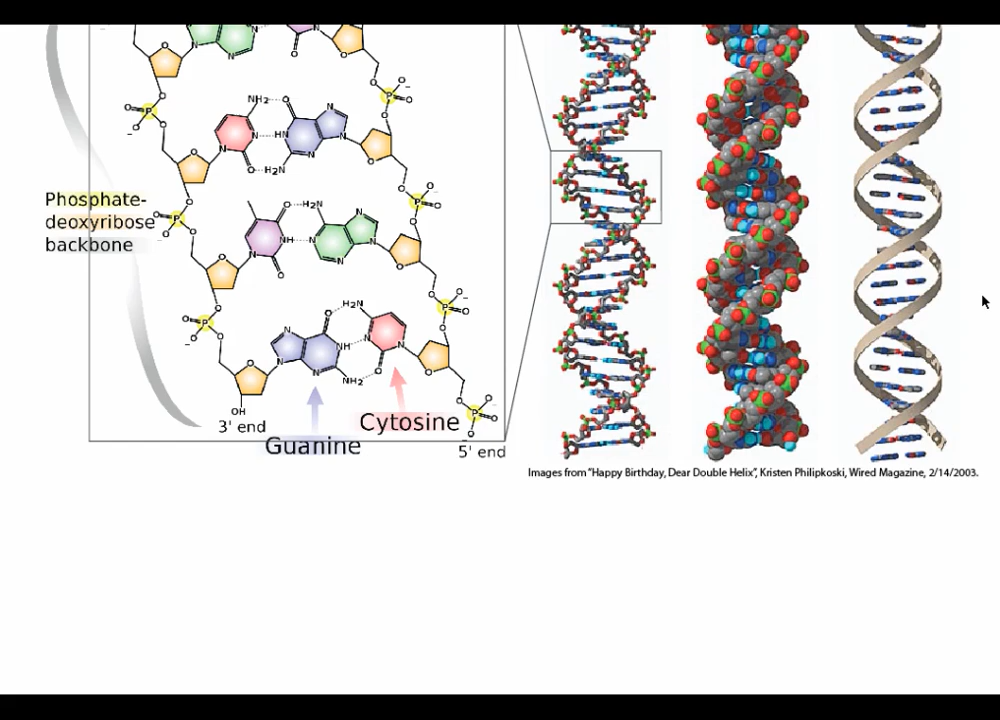 Phosphate-
deoxyribose
backbone
NH₂
O
N
N
HN
N
N
O
H₂N
O
H₂N
N
NH
N
N
N
O
N
H₂N
O
N
NH
N
N
N
N
NH₂
O
OH
3' end
Guanine
Cytosine
5' end
Images from "Happy Birthday, Dear Double Helix", Kristen Philipkoski, Wired Magazine, 2/14/2003.